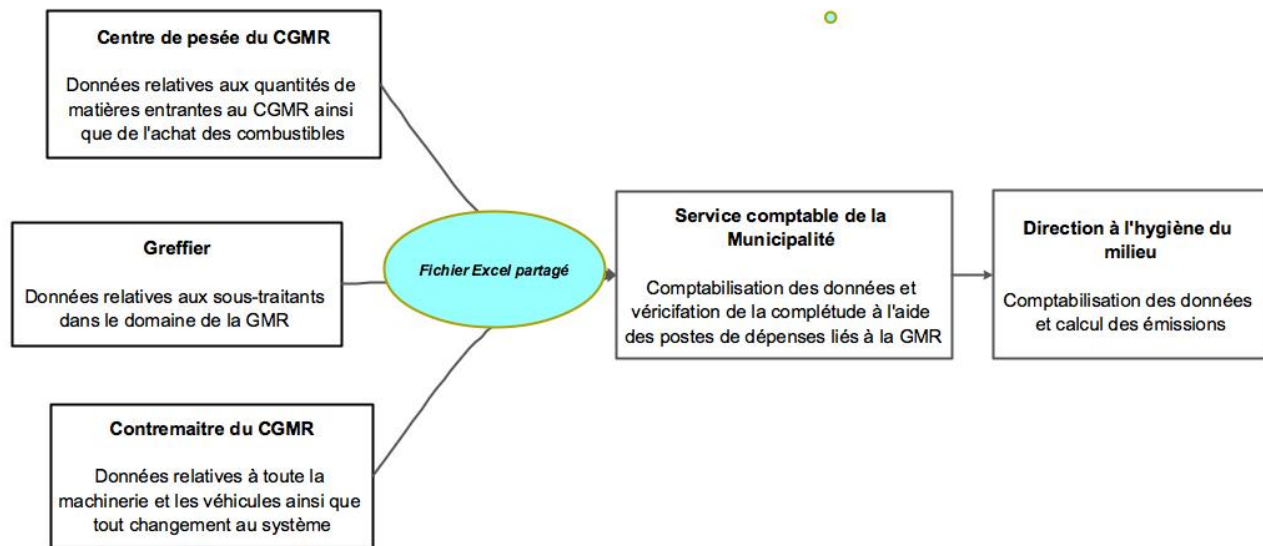 Centre de pesée du CGMR
Données relatives aux quantités de
matières entrantes au CGMR ainsi
que de l'achat des combustibles
Greffier
Données relatives aux sous-traitants
dans le domaine de la GMR
Contremaitre du CGMR
Données relatives à toute la
machinerie et les véhicules ainsi que
tout changement au système
Fichier Excel partagé
Service comptable de la
Municipalité
Comptabilisation des données et
véricifation de la complétude à l'aide
des postes de dépenses liés à la GMR
Direction à l'hygiène du
milieu
Comptabilisation des données
et calcul des émissions